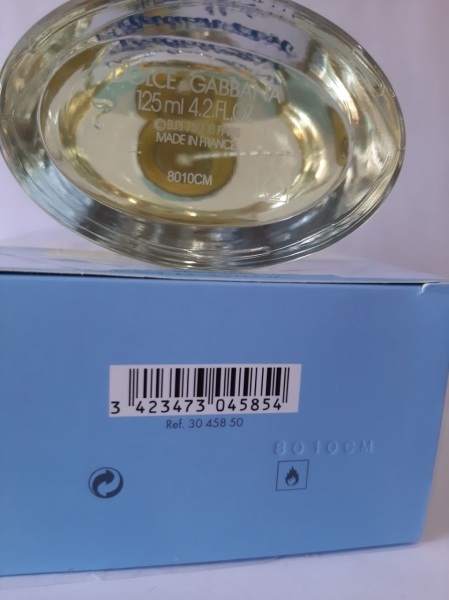 DOLCE & GABBANA
125 ml 4.2.FL.OZ
MADE IN FRANCE
8010CM
3 423473 045854
Ref. 30 458 50
8010CM